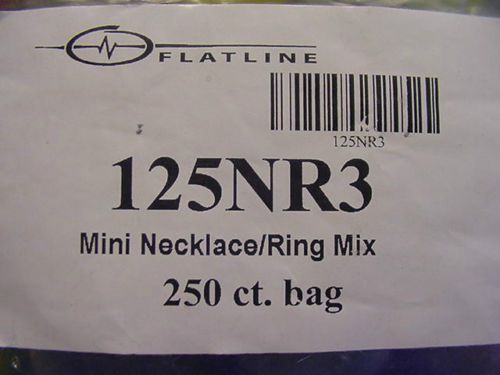 FLATLINE
125NR3
125NR3
Mini Necklace/Ring Mix
250 ct. bag